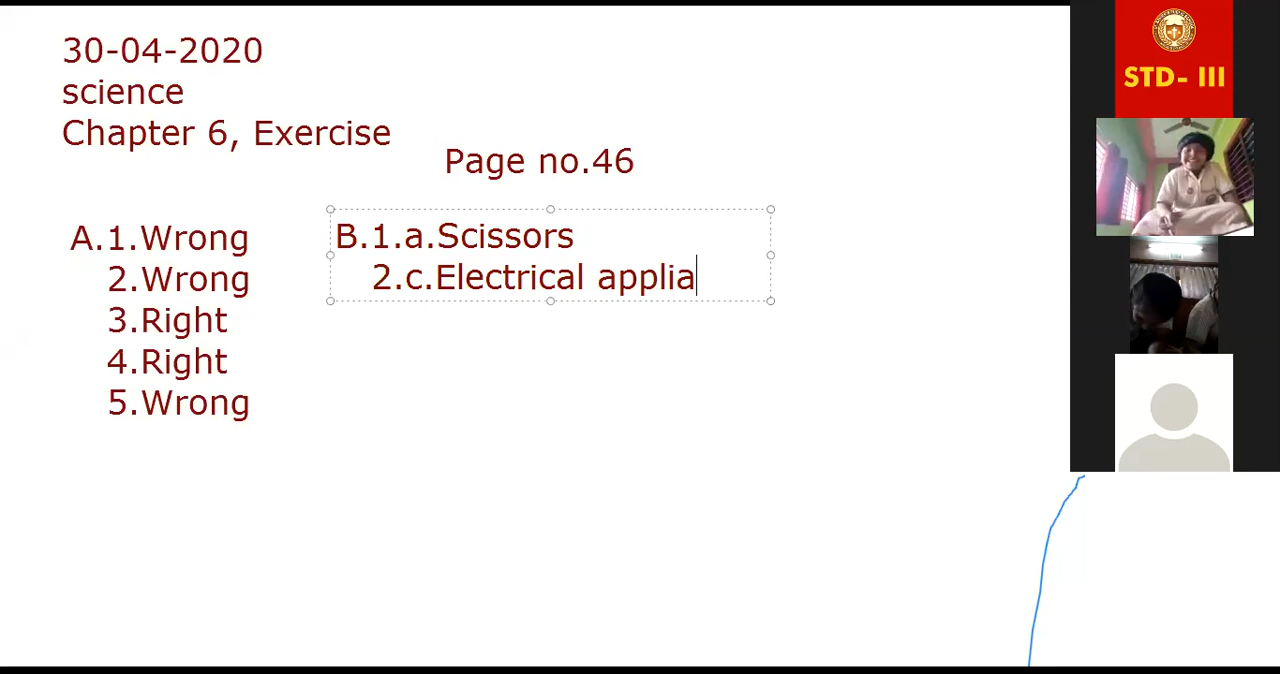 30-04-2020
science
Chapter 6, Exercise
Page no.46
A.1.Wrong
2.Wrong
3.Right
4.Right
5.Wrong
B.1.a.Scissors
2.c.Electrical applia
STD- III